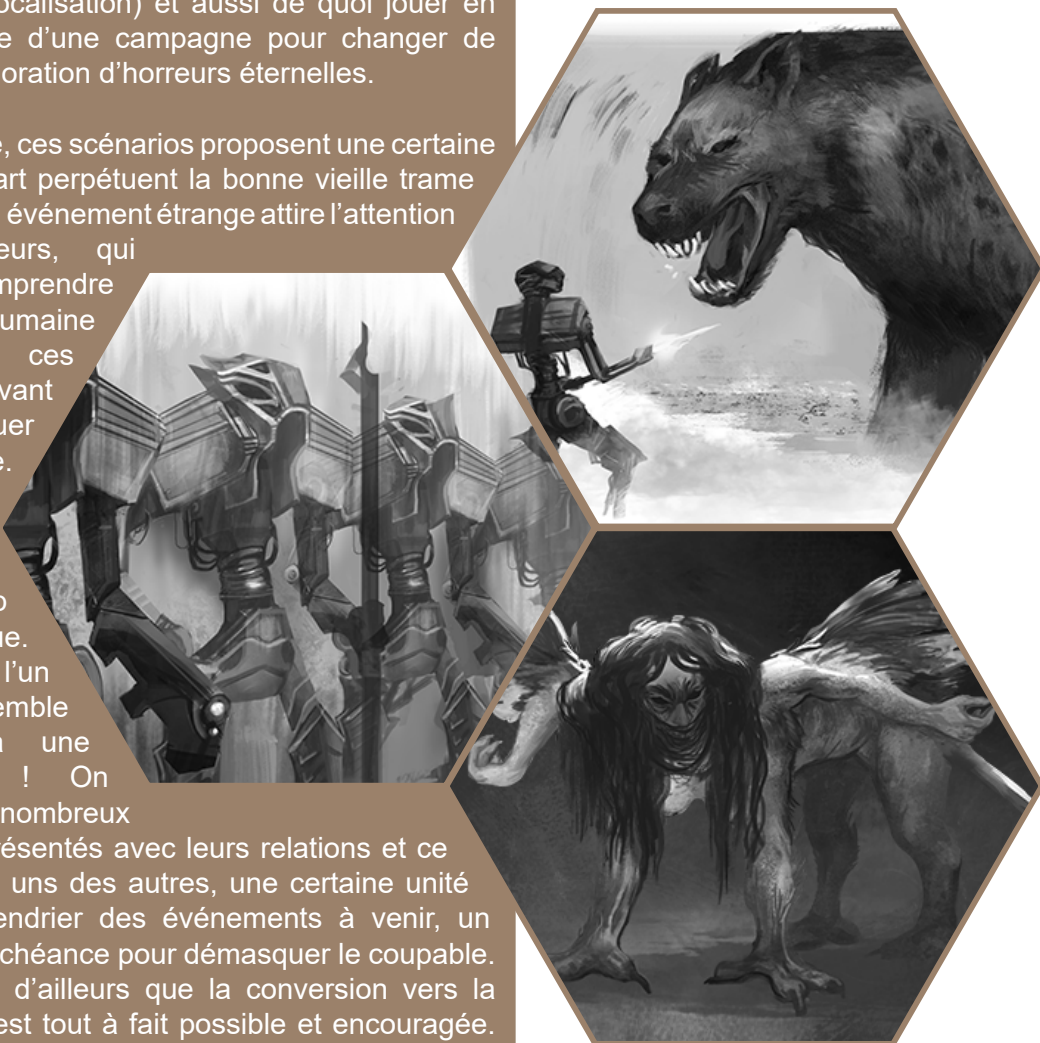 ocalisation) et aussi de quoi jouer en
e d’une campagne pour changer de
oration d’horreurs éternelles.
e, ces scénarios proposent une certaine
art perpétuent la bonne vieille trame
événement étrange attire l’attention
eurs, qui
mprendre
umaine
ces
vant
uer
e.
o
ue.
l’un
emble
a une
! On
nombreux
résentés avec leurs relations et ce
uns des autres, une certaine unité
endrier des événements à venir, un
chéance pour démasquer le coupable.
d’ailleurs que la conversion vers la
est tout à fait possible et encouragée.